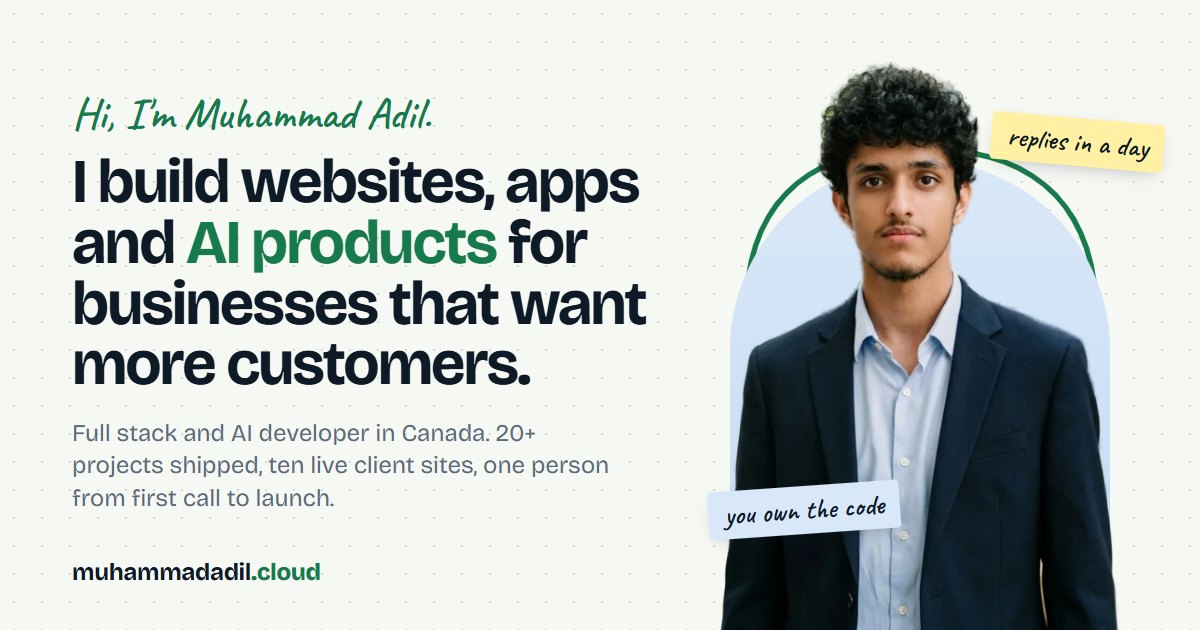 Hi, I'm Muhammad Adil.
I build websites, apps
and AI products for
businesses that want
more customers.
Full stack and AI developer in Canada. 20+
projects shipped, ten live client sites, one person
from first call to launch.
muhammadadil.cloud
replies in a day
you own the code